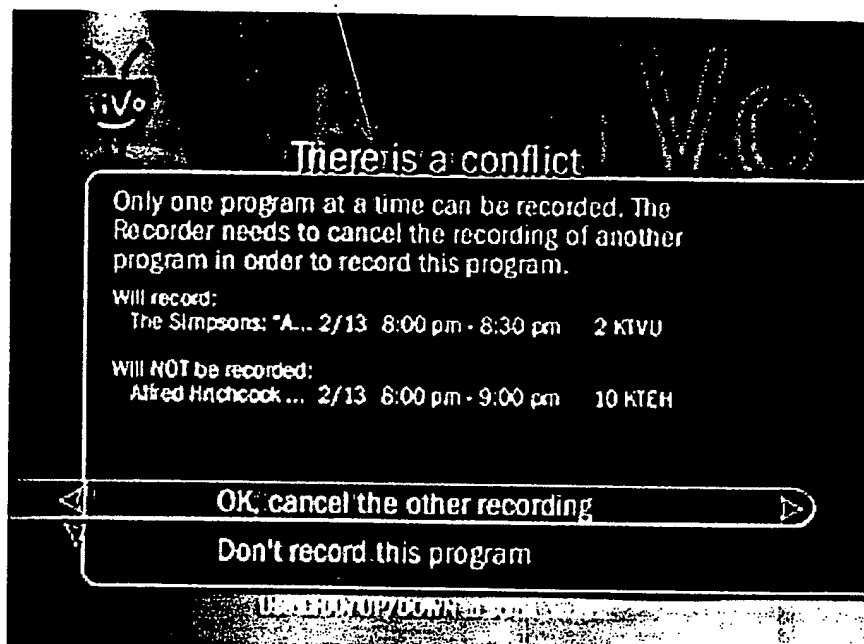 TiVo
There is a conflict
Only one program at a time can be recorded. The
Recorder needs to cancel the recording of another
program in order to record this program.
Will record:
The Simpsons: "A... 2/13 8:00 pm - 8:30 pm 2 KTVU
Will NOT be recorded:
Alfred Hitchcock ... 2/13 8:00 pm - 9:00 pm 10 KTEH
OK, cancel the other recording
Don't record this program